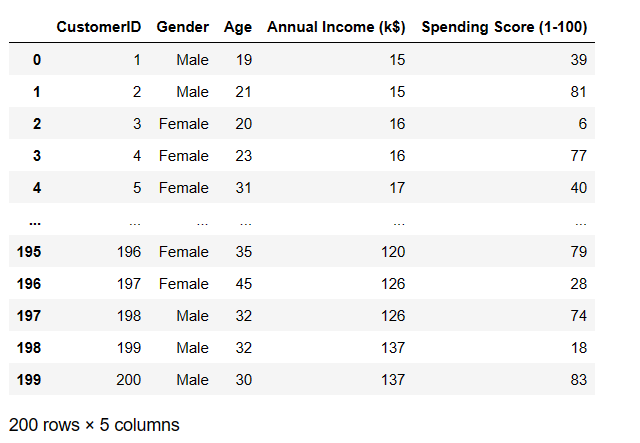 CustomerID Gender Age Annual Income (k$) Spending Score (1-100)
0 1 Male 19 15 39
1 2 Male 21 15 81
2 3 Female 20 16 6
3 4 Female 23 16 77
4 5 Female 31 17 40
... ... ... ... ... ...
195 196 Female 35 120 79
196 197 Female 45 126 28
197 198 Male 32 126 74
198 199 Male 32 137 18
199 200 Male 30 137 83
200 rows × 5 columns